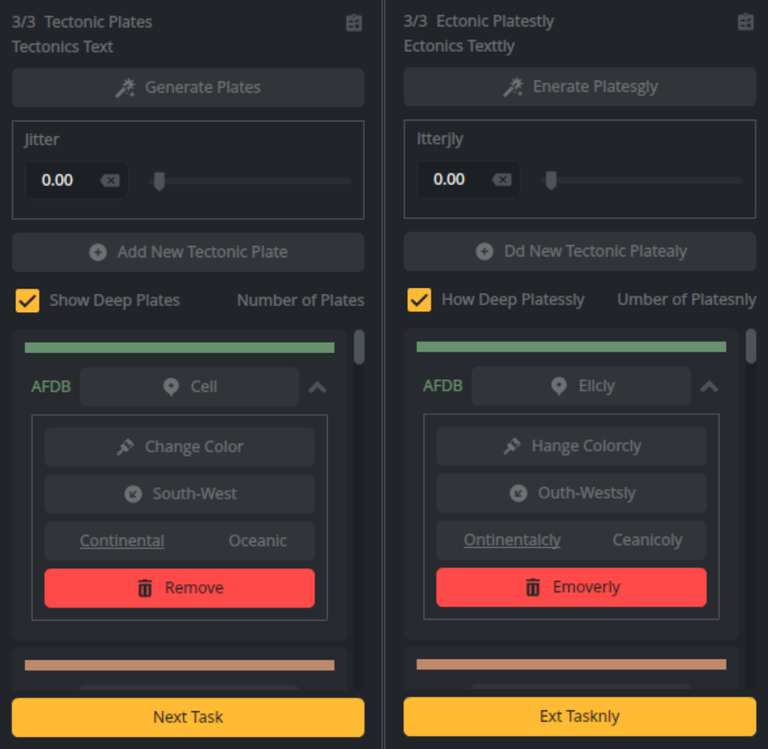 3/3 Tectonic Plates
Tectonics Text
Generate Plates
Jitter
0.00
Add New Tectonic Plate
Show Deep Plates Number of Plates
AFDB Cell
Change Color
South-West
Continental Oceanic
Remove
Next Task
3/3 Ectonic Platestly
Ectonics Texttly
Enerate Platesgly
Itterjly
0.00
Dd New Tectonic Platealy
How Deep Platessly Umber of Platesnly
AFDB Ellcly
Hange Colorcly
Outh-Westsly
Ontinentalcly Ceanicoly
Emoverly
Ext Tasknly